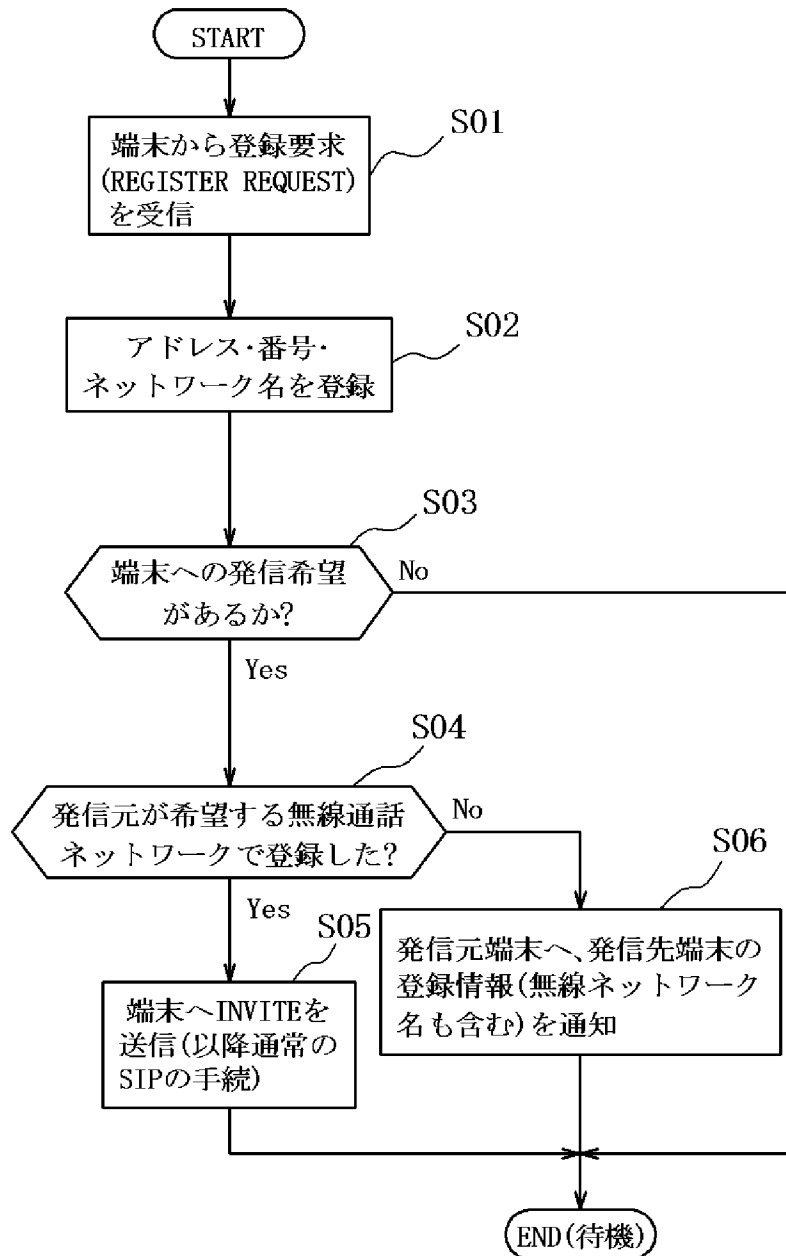 START
S01
端末から登録要求
(REGISTER REQUEST)
を受信
S02
アドレス・番号・
ネットワーク名を登録
S03
端末への発信希望
があるか?
No
Yes
S04
発信元が希望する無線通話
ネットワークで登録した?
No
Yes
S05
端末へINVITEを
送信(以降通常の
SIPの手続)
S06
発信元端末へ、発信先端末の
登録情報(無線ネットワーク
名も含む)を通知
END(待機)